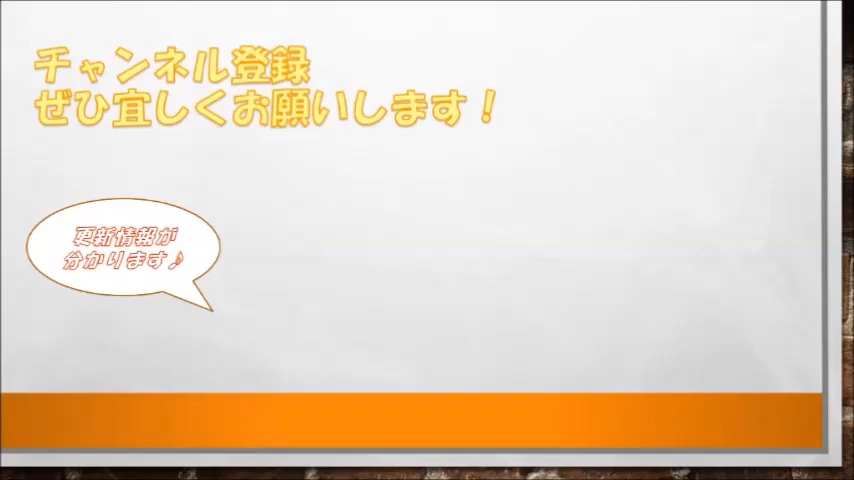 チャンネル登録
ぜひ宜しくお願いします！
更新情報が
分かります♪